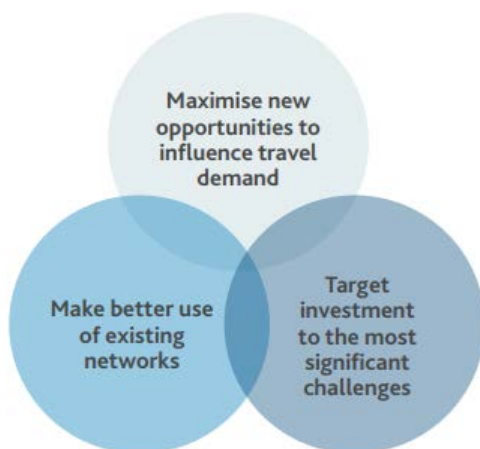 Maximise new
opportunities to
influence travel
demand
Make better use
of existing
networks
Target
investment
to the most
significant
challenges